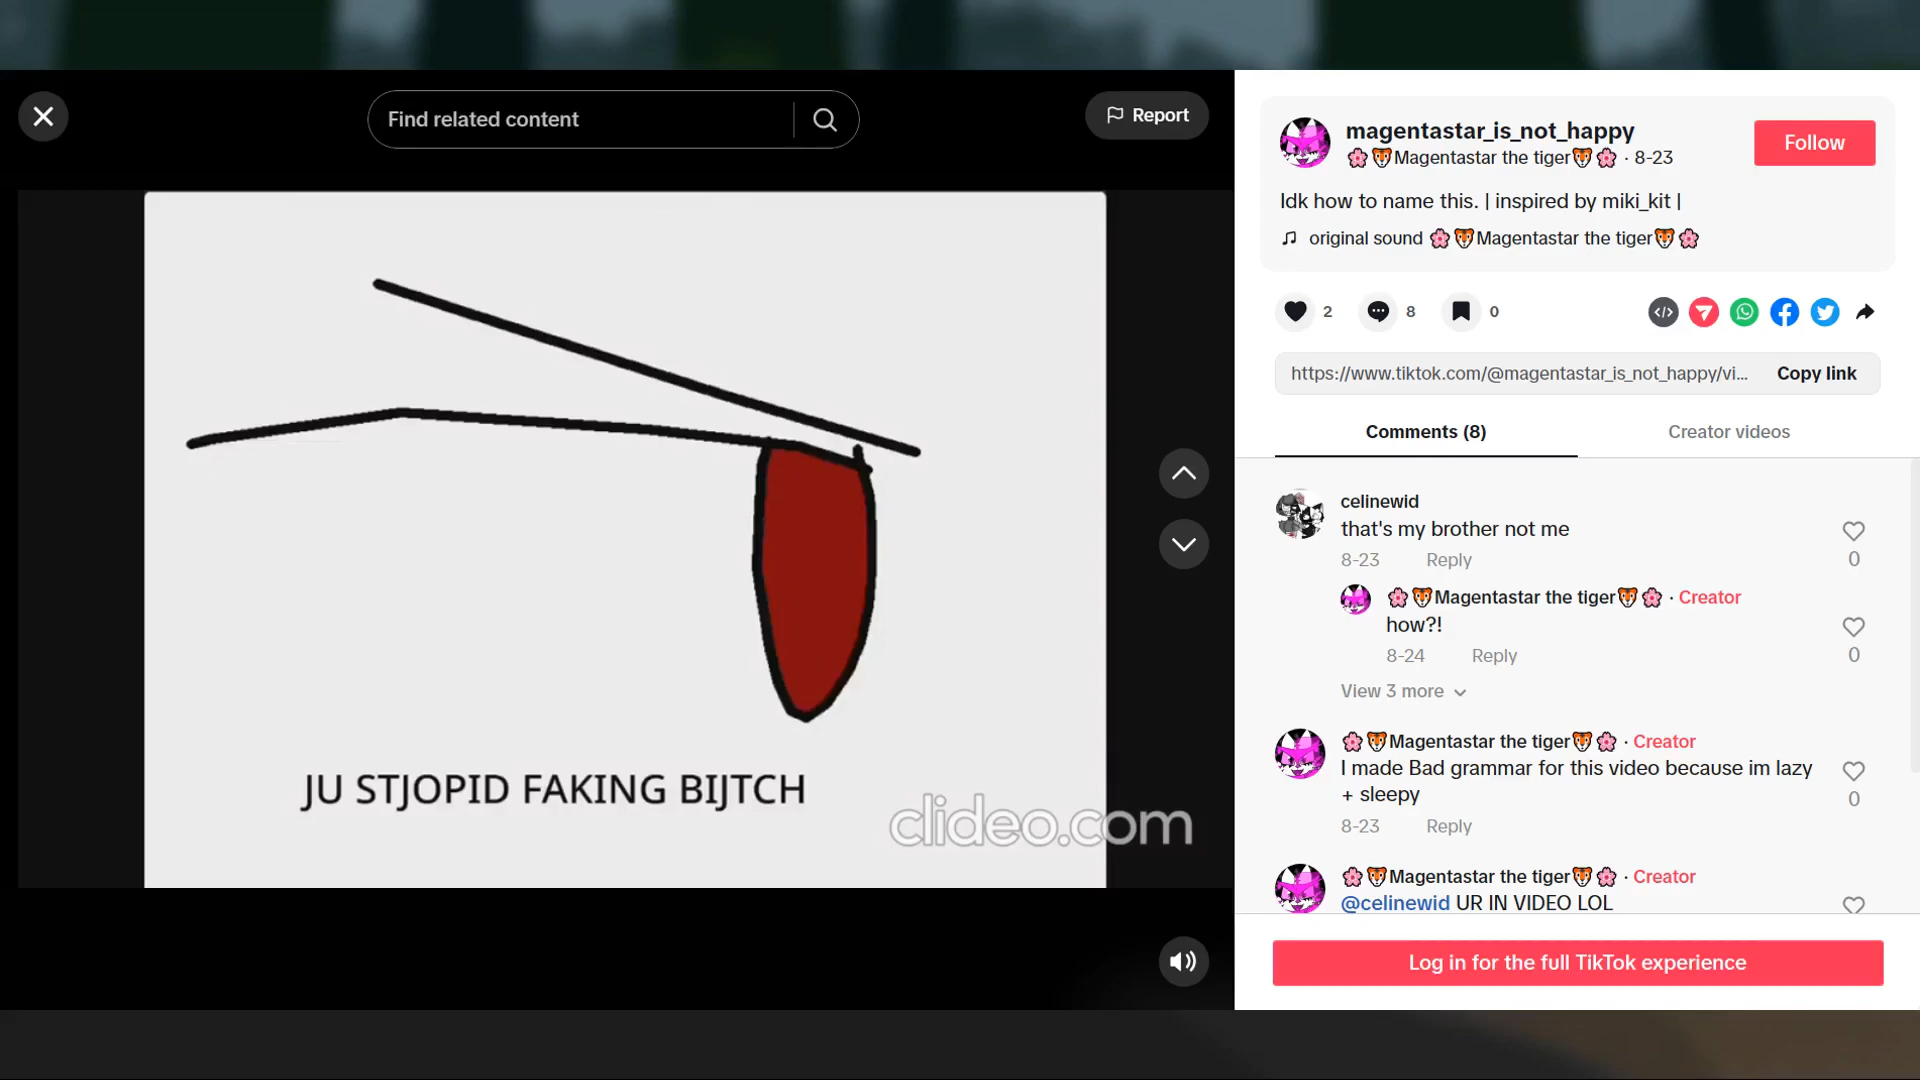 Find related content
Report
JU STJOPID FAKING BIJTCH
clideo.com
magentastar_is_not_happy
🌸🐯Magentastar the tiger🐯🌸 · 8-23
Follow
Idk how to name this. | inspired by miki_kit |
original sound 🌸🐯Magentastar the tiger🐯🌸
2
8
0
https://www.tiktok.com/@magentastar_is_not_happy/vi...
Copy link
Comments (8)
Creator videos
celinewid
that's my brother not me
8-23 Reply
0
🌸🐯Magentastar the tiger🐯🌸 · Creator
how?!
8-24 Reply
0
View 3 more
🌸🐯Magentastar the tiger🐯🌸 · Creator
I made Bad grammar for this video because im lazy
+ sleepy
8-23 Reply
0
🌸🐯Magentastar the tiger🐯🌸 · Creator
@celinewid UR IN VIDEO LOL
Log in for the full TikTok experience